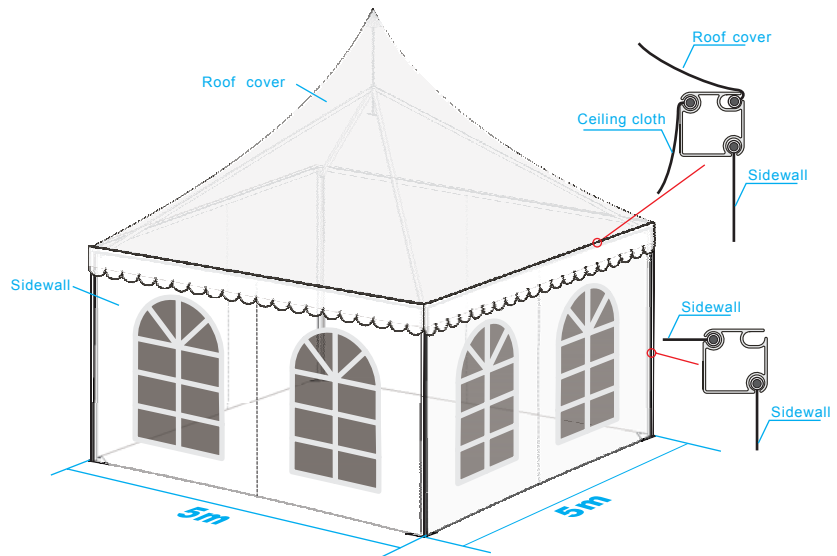 Roof cover
Roof cover
Ceiling cloth
Sidewall
Sidewall
Sidewall
Sidewall
5m
5m